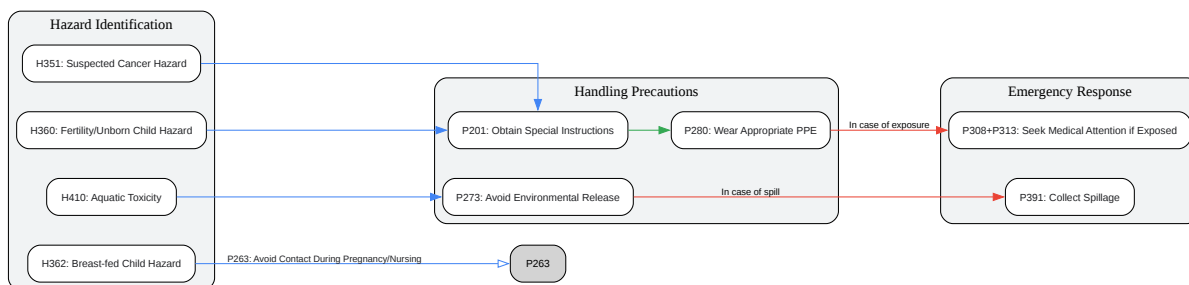 Hazard Identification
H351: Suspected Cancer Hazard
H360: Fertility/Unborn Child Hazard
H410: Aquatic Toxicity
H362: Breast-fed Child Hazard
P263: Avoid Contact During Pregnancy/Nursing
P263
Handling Precautions
P201: Obtain Special Instructions
P280: Wear Appropriate PPE
P273: Avoid Environmental Release
In case of exposure
In case of spill
Emergency Response
P308+P313: Seek Medical Attention if Exposed
P391: Collect Spillage